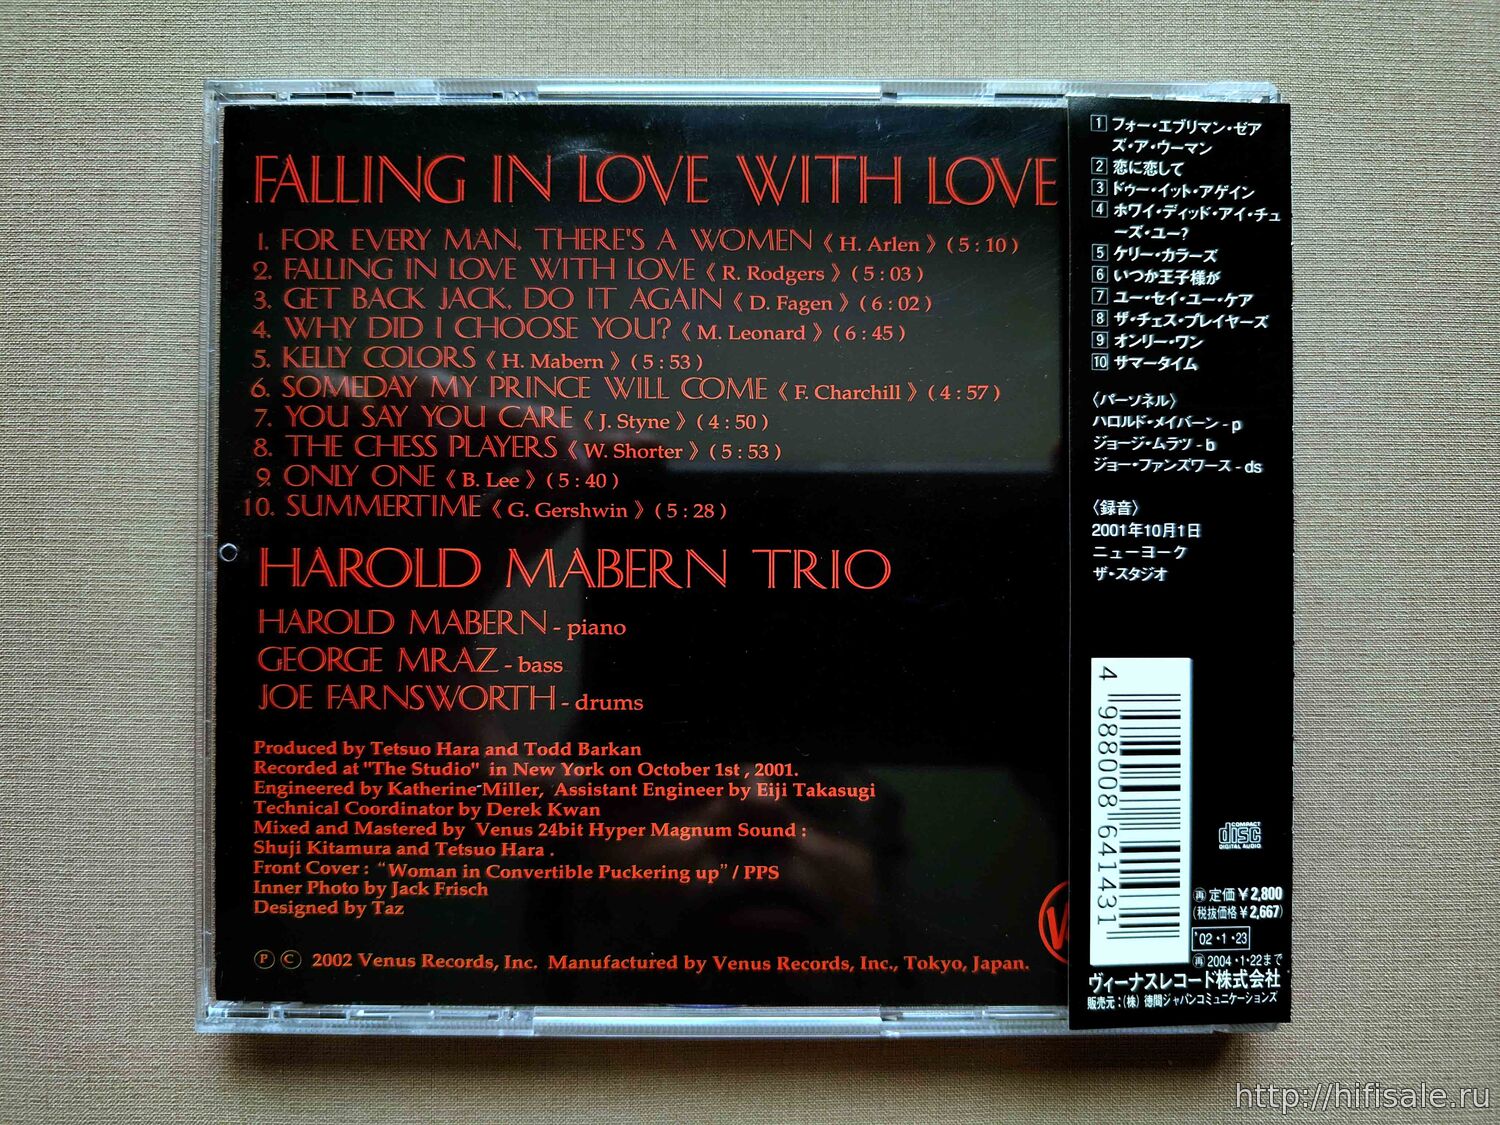 FALLING IN LOVE WITH LOVE
1. FOR EVERY MAN, THERE'S A WOMEN《 H. Arlen 》( 5 : 10 )
2. FALLING IN LOVE WITH LOVE《 R. Rodgers 》( 5 : 03 )
3. GET BACK JACK, DO IT AGAIN《 D. Fagen 》( 6 : 02 )
4. WHY DID I CHOOSE YOU?《 M. Leonard 》( 6 : 45 )
5. KELLY COLORS《 H. Mabern 》( 5 : 53 )
6. SOMEDAY MY PRINCE WILL COME《 F. Charchill 》( 4 : 57 )
7. YOU SAY YOU CARE《 J. Styne 》( 4 : 50 )
8. THE CHESS PLAYERS《 W. Shorter 》( 5 : 53 )
9. ONLY ONE《 B. Lee 》( 5 : 40 )
10. SUMMERTIME《 G. Gershwin 》( 5 : 28 )
HAROLD MABERN TRIO
HAROLD MABERN - piano
GEORGE MRAZ - bass
JOE FARNSWORTH - drums
Produced by Tetsuo Hara and Todd Barkan
Recorded at "The Studio" in New York on October 1st , 2001.
Engineered by Katherine Miller, Assistant Engineer by Eiji Takasugi
Technical Coordinator by Derek Kwan
Mixed and Mastered by Venus 24bit Hyper Magnum Sound :
Shuji Kitamura and Tetsuo Hara .
Front Cover : “Woman in Convertible Puckering up” / PPS
Inner Photo by Jack Frisch
Designed by Taz
Ⓟ Ⓒ 2002 Venus Records, Inc. Manufactured by Venus Records, Inc., Tokyo, Japan.
1 フォー・エブリマン・ゼア
ズ・ア・ウーマン
2 恋に恋して
3 ドゥー・イット・アゲイン
4 ホワイ・ディッド・アイ・チュ
ーズ・ユー?
5 ケリー・カラーズ
6 いつか王子様が
7 ユー・セイ・ユー・ケア
8 ザ・チェス・プレイヤーズ
9 オンリー・ワン
10 サマータイム
〈パーソネル〉
ハロルド・メイバーン - p
ジョージ・ムラツ - b
ジョー・ファンズワース - ds
〈録音〉
2001年10月1日
ニューヨーク
ザ・スタジオ
4 988008 641431
COMPACT
disc
DIGITAL AUDIO
再 定価 ¥2,800
(税抜価格 ¥2,667)
'02・1・23
再 2004・1・22まで
ヴィーナスレコード株式会社
販売元：(株) 徳間ジャパンコミュニケーションズ
http://hifisale.ru